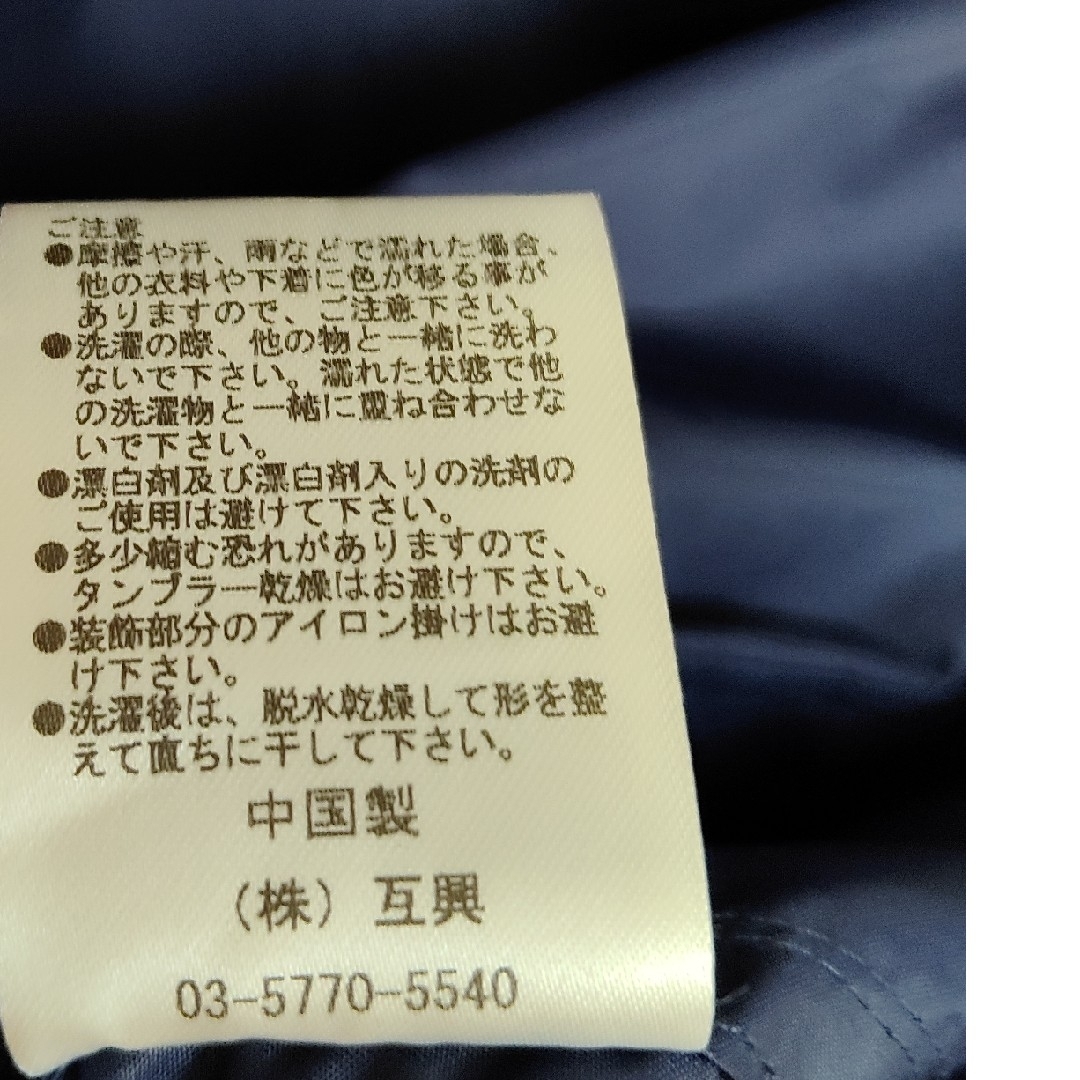 ご注意
●摩擦や汗、雨などで濡れた場合、
他の衣料や下着に色が移る事が
ありますので、ご注意下さい。
●洗濯の際、他の物と一緒に洗わ
ないで下さい。濡れた状態で他
の洗濯物と一緒に重ね合わせな
いで下さい。
●漂白剤及び漂白剤入りの洗剤の
ご使用は避けて下さい。
●多少縮む恐れがありますので、
タンブラー乾燥はお避け下さい。
●装飾部分のアイロン掛けはお避
け下さい。
●洗濯後は、脱水乾燥して形を整
えて直ちに干して下さい。
中国製
(株) 互興
03-5770-5540